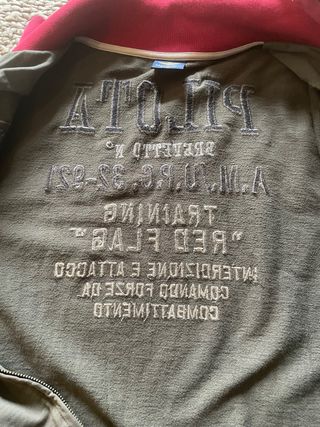 PILOTA
BREVETTO N°
A.M./U.P.G. 32-921
TRAINING
"RED FLAG"
INTERDIZIONE E ATTACCO
COMANDO FORZE DA
COMBATTIMENTO